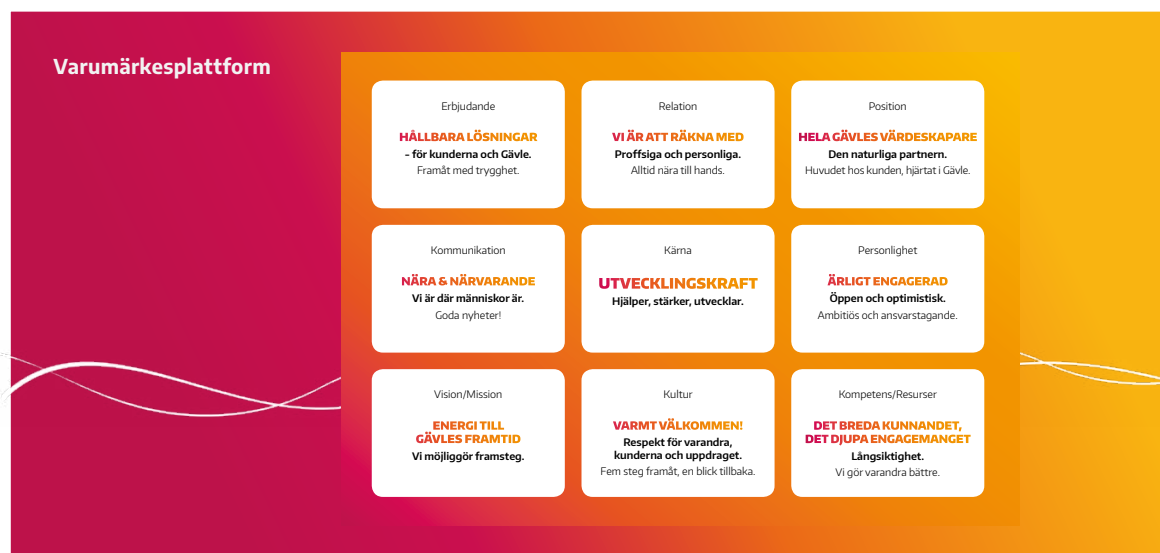 Varumärkesplattform
Erbjudande
HÅLLBARA LÖSNINGAR
– för kunderna och Gävle.
Framåt med trygghet.
Relation
VI ÄR ATT RÄKNA MED
Proffsiga och personliga.
Alltid nära till hands.
Position
HELA GÄVLES VÄRDESKAPARE
Den naturliga partnern.
Huvudet hos kunden, hjärtat i Gävle.
Kommunikation
NÄRA & NÄRVARANDE
Vi är där människor är.
Goda nyheter!
Kärna
UTVECKLINGSKRAFT
Hjälper, stärker, utvecklar.
Personlighet
ÄRLIGT ENGAGERAD
Öppen och optimistisk.
Ambitiös och ansvarstagande.
Vision/Mission
ENERGI TILL
GÄVLES FRAMTID
Vi möjliggör framsteg.
Kultur
VARMT VÄLKOMMEN!
Respekt för varandra,
kunderna och uppdraget.
Fem steg framåt, en blick tillbaka.
Kompetens/Resurser
DET BREDA KUNNANDET,
DET DJUPA ENGAGEMANGET
Långsiktighet.
Vi gör varandra bättre.